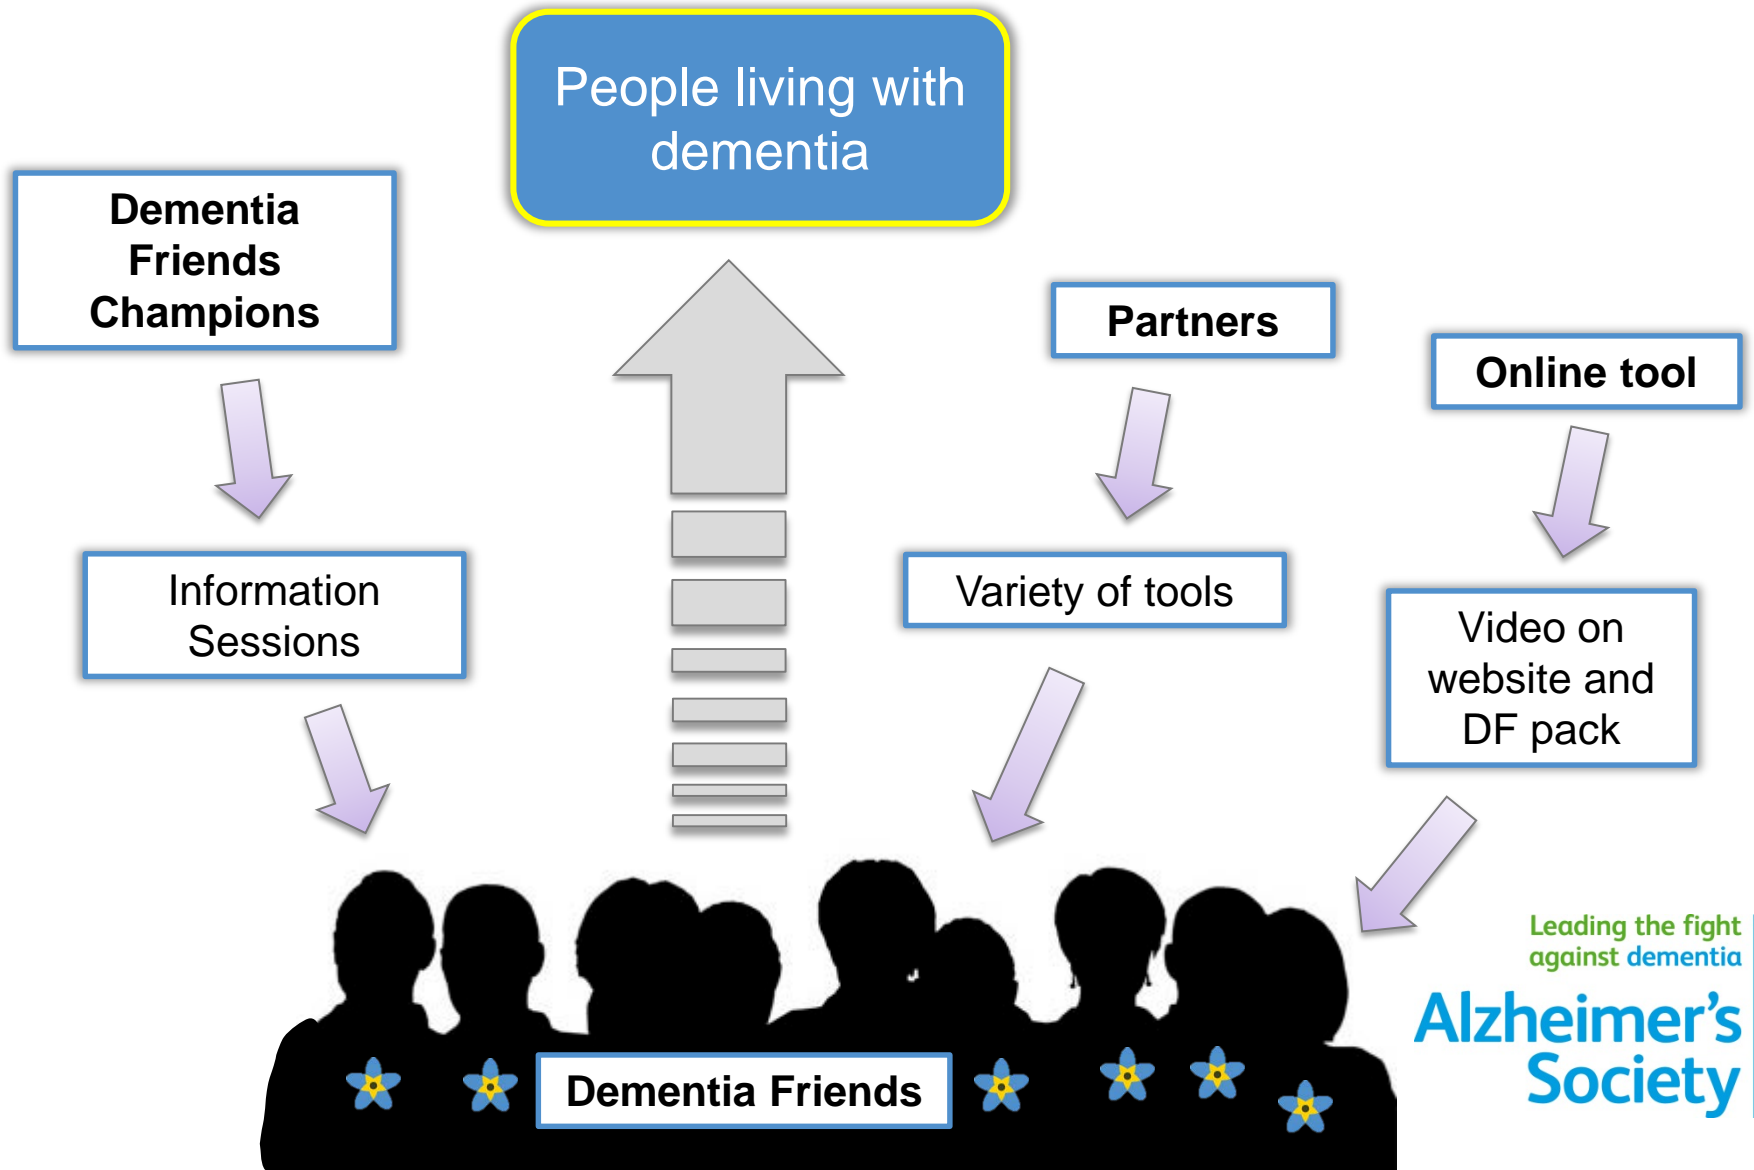 People living with
dementia
Dementia
Friends
Champions
Partners
Online tool
Information
Sessions
Variety of tools
Video on
website and
DF pack
Dementia Friends
Leading the fight
against dementia
Alzheimer's
Society